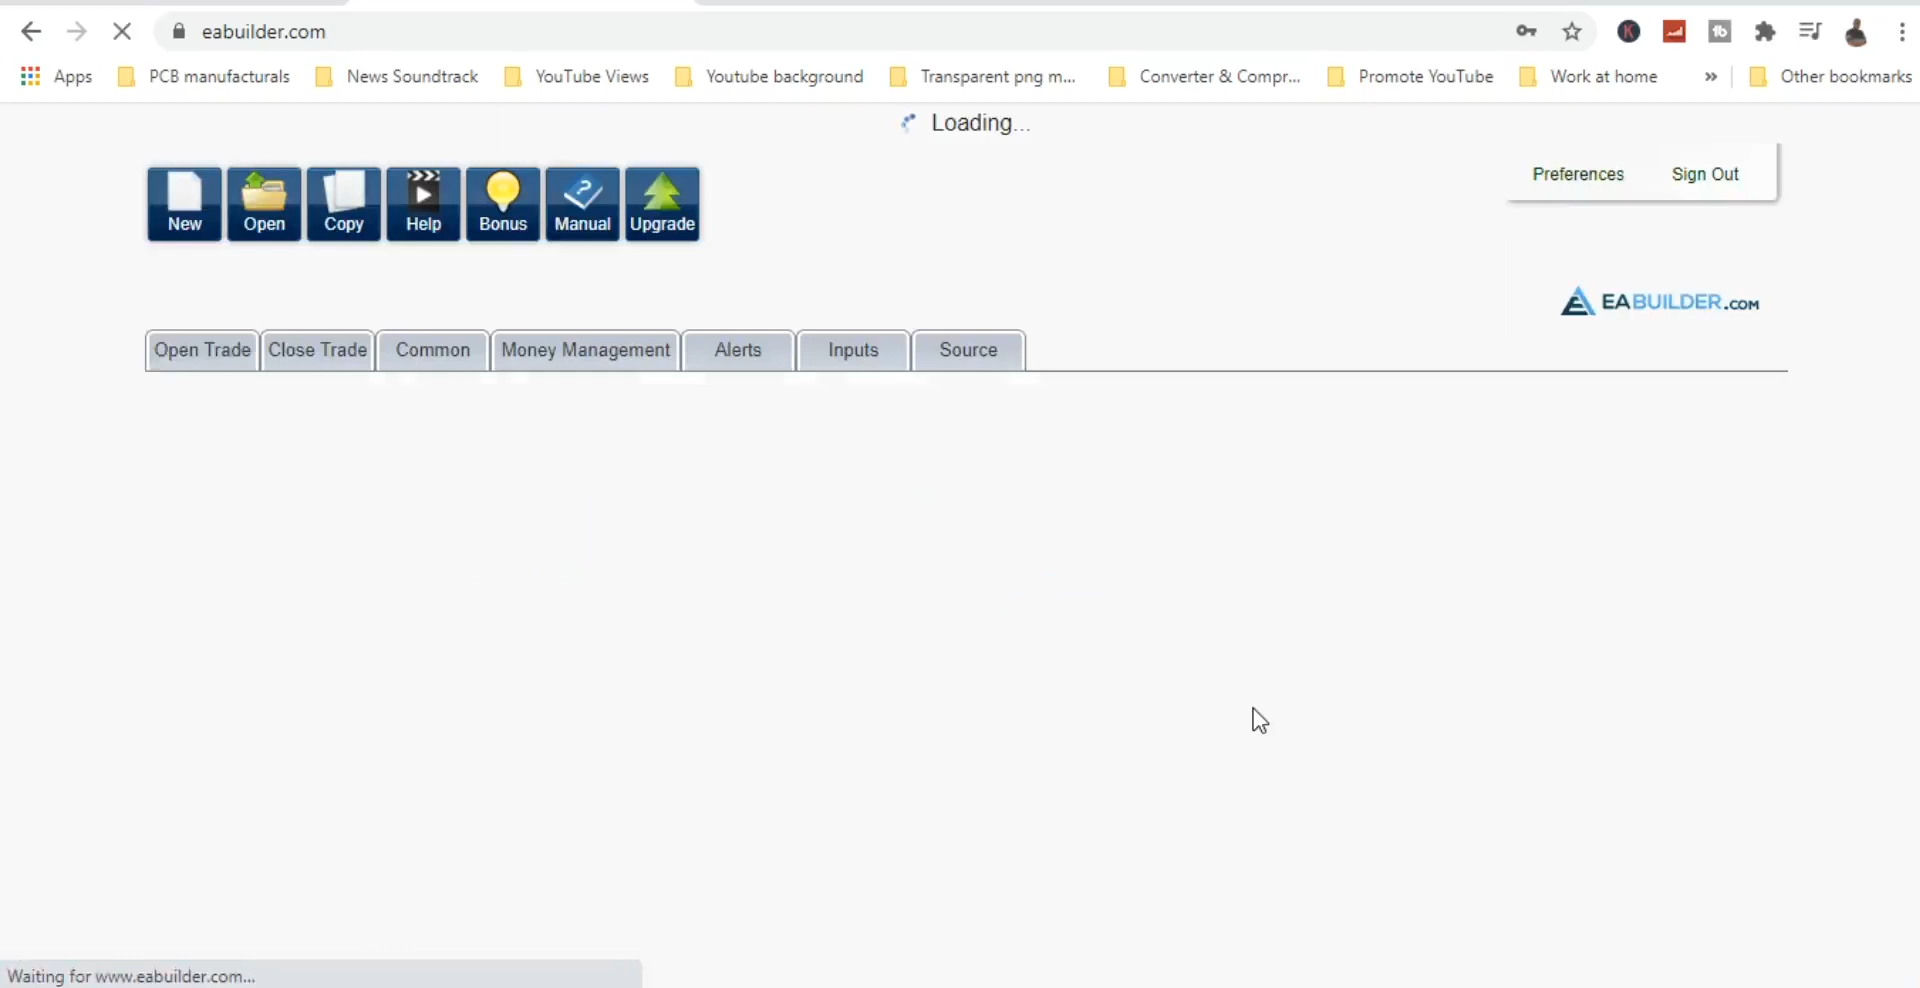 eabuilder.com
Apps PCB manufacturals News Soundtrack YouTube Views Youtube background Transparent png m... Converter & Compr... Promote YouTube Work at home » Other bookmarks
Loading...
New Open Copy Help Bonus Manual Upgrade
Preferences Sign Out
EABUILDER.COM
Open Trade Close Trade Common Money Management Alerts Inputs Source
Waiting for www.eabuilder.com...